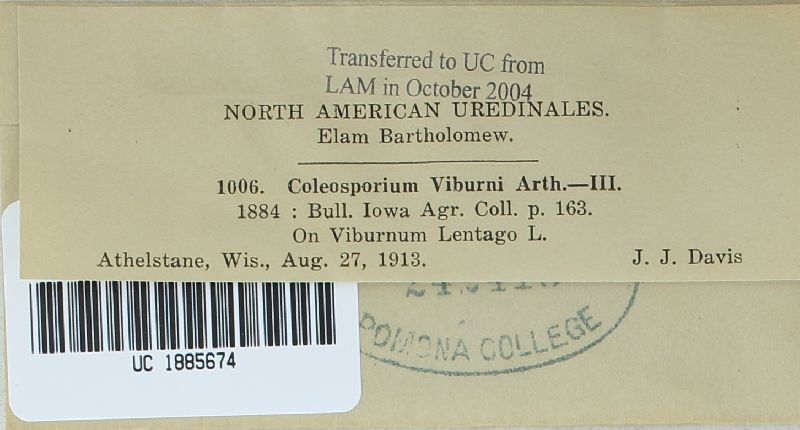 Transferred to UC from
LAM in October 2004
NORTH AMERICAN UREDINALES.
Elam Bartholomew.
1006. Coleosporium Viburni Arth.—III.
1884 : Bull. Iowa Agr. Coll. p. 163.
On Viburnum Lentago L.
Athelstane, Wis., Aug. 27, 1913. J. J. Davis
POMONA COLLEGE
UC 1885674